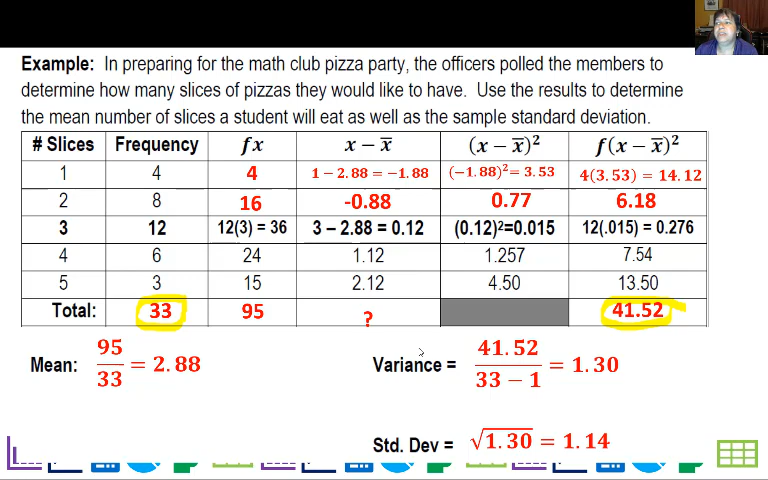 Example: In preparing for the math club pizza party, the officers polled the members to
determine how many slices of pizzas they would like to have. Use the results to determine
the mean number of slices a student will eat as well as the sample standard deviation.
# Slices Frequency fx x − x̅ (x − x̅)² f(x − x̅)²
1 4 4 1 − 2.88 = −1.88 (−1.88)² = 3.53 4(3.53) = 14.12
2 8 16 -0.88 0.77 6.18
3 12 12(3) = 36 3 – 2.88 = 0.12 (0.12)²=0.015 12(.015) = 0.276
4 6 24 1.12 1.257 7.54
5 3 15 2.12 4.50 13.50
Total: 33 95 ? 41.52
Mean: 95/33 = 2.88 Variance = 41.52/(33 − 1) = 1.30
Std. Dev = √1.30 = 1.14